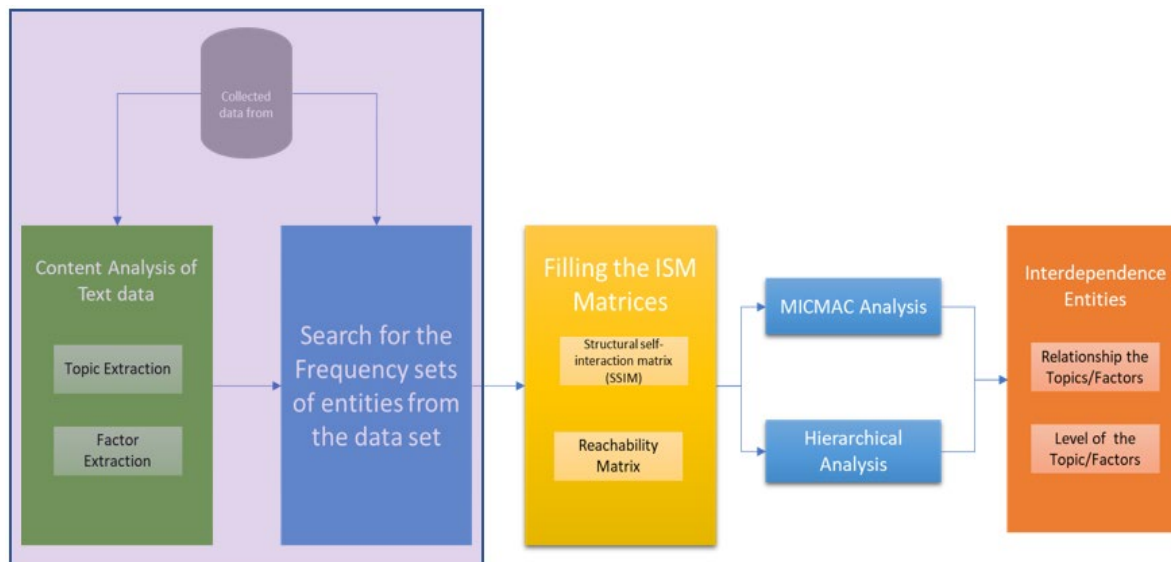 Collected
data from
Content Analysis of
Text data
Topic Extraction
Factor
Extraction
Search for the
Frequency sets
of entities from
the data set
Filling the ISM
Matrices
Structural self-
interaction matrix
(SSIM)
Reachability
Matrix
MICMAC Analysis
Hierarchical
Analysis
Interdependence
Entities
Relationship the
Topics/Factors
Level of the
Topic/Factors